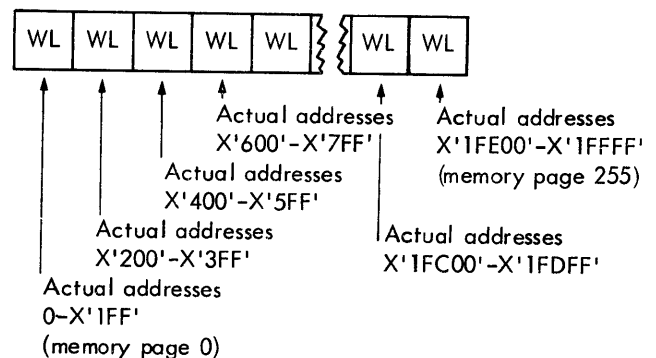 WL WL WL WL WL WL WL
Actual addresses
X'600'-X'7FF'
Actual addresses
X'1FE00'-X'1FFFF'
(memory page 255)
Actual addresses
X'400'-X'5FF'
Actual addresses
X'200'-X'3FF'
Actual addresses
X'1FC00'-X'1FDFF'
Actual addresses
0-X'1FF'
(memory page 0)